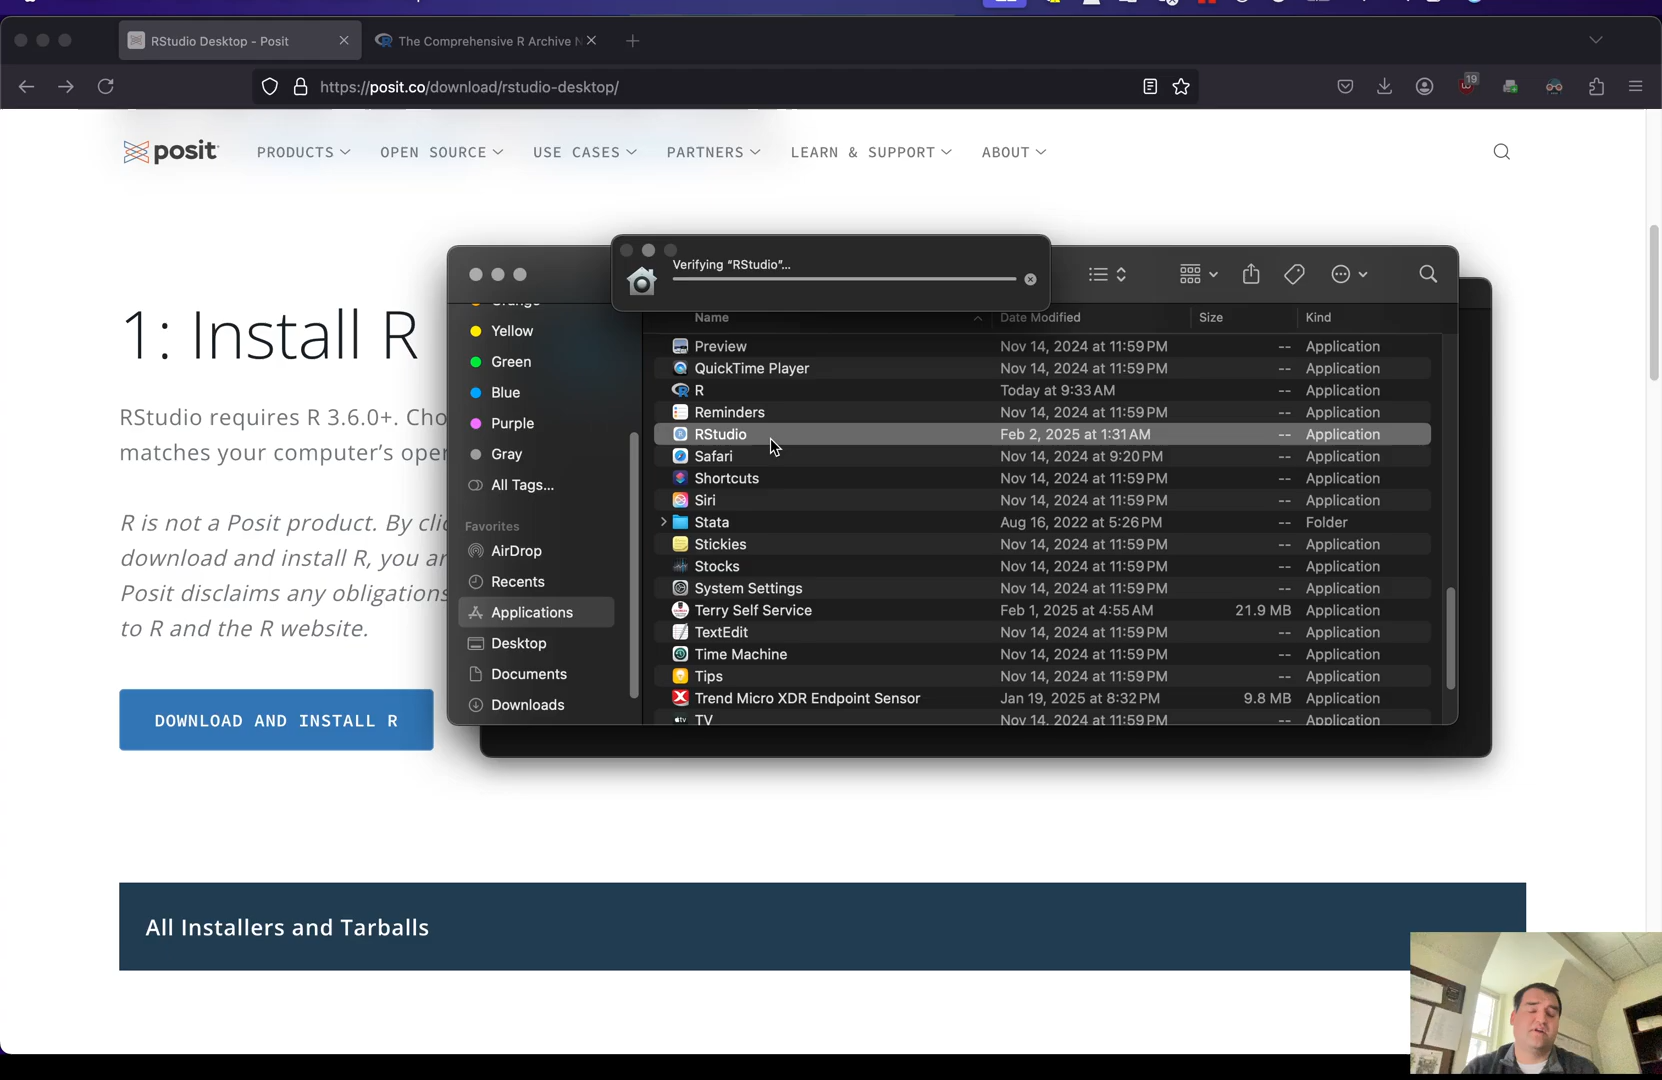 RStudio Desktop - Posit
The Comprehensive R Archive N
https://posit.co/download/rstudio-desktop/
19
posit
PRODUCTS
OPEN SOURCE
USE CASES
PARTNERS
LEARN & SUPPORT
ABOUT
1: Install R
RStudio requires R 3.6.0+. Cho
matches your computer's oper
R is not a Posit product. By clic
download and install R, you ar
Posit disclaims any obligations
to R and the R website.
DOWNLOAD AND INSTALL R
All Installers and Tarballs
Verifying "RStudio"...
Orange
Yellow
Green
Blue
Purple
Gray
All Tags...
Favorites
AirDrop
Recents
Applications
Desktop
Documents
Downloads
Name Date Modified Size Kind
Preview Nov 14, 2024 at 11:59 PM -- Application
QuickTime Player Nov 14, 2024 at 11:59 PM -- Application
R Today at 9:33 AM -- Application
Reminders Nov 14, 2024 at 11:59 PM -- Application
RStudio Feb 2, 2025 at 1:31 AM -- Application
Safari Nov 14, 2024 at 9:20 PM -- Application
Shortcuts Nov 14, 2024 at 11:59 PM -- Application
Siri Nov 14, 2024 at 11:59 PM -- Application
Stata Aug 16, 2022 at 5:26 PM -- Folder
Stickies Nov 14, 2024 at 11:59 PM -- Application
Stocks Nov 14, 2024 at 11:59 PM -- Application
System Settings Nov 14, 2024 at 11:59 PM -- Application
Terry Self Service Feb 1, 2025 at 4:55 AM 21.9 MB Application
TextEdit Nov 14, 2024 at 11:59 PM -- Application
Time Machine Nov 14, 2024 at 11:59 PM -- Application
Tips Nov 14, 2024 at 11:59 PM -- Application
Trend Micro XDR Endpoint Sensor Jan 19, 2025 at 8:32 PM 9.8 MB Application
TV Nov 14, 2024 at 11:59 PM -- Application